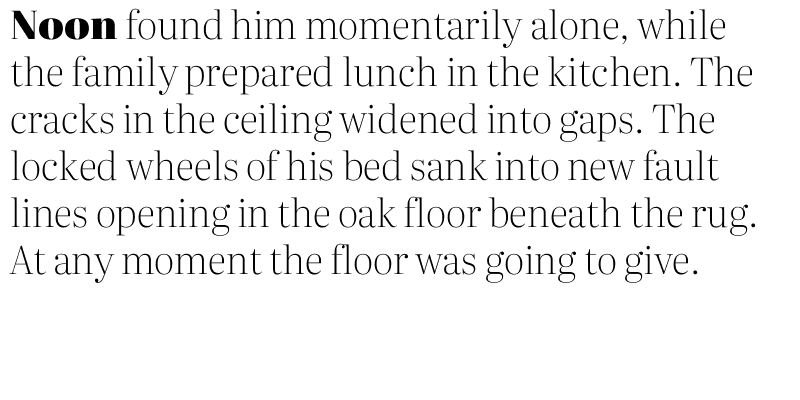 Noon found him momentarily alone, while
the family prepared lunch in the kitchen. The
cracks in the ceiling widened into gaps. The
locked wheels of his bed sank into new fault
lines opening in the oak floor beneath the rug.
At any moment the floor was going to give.